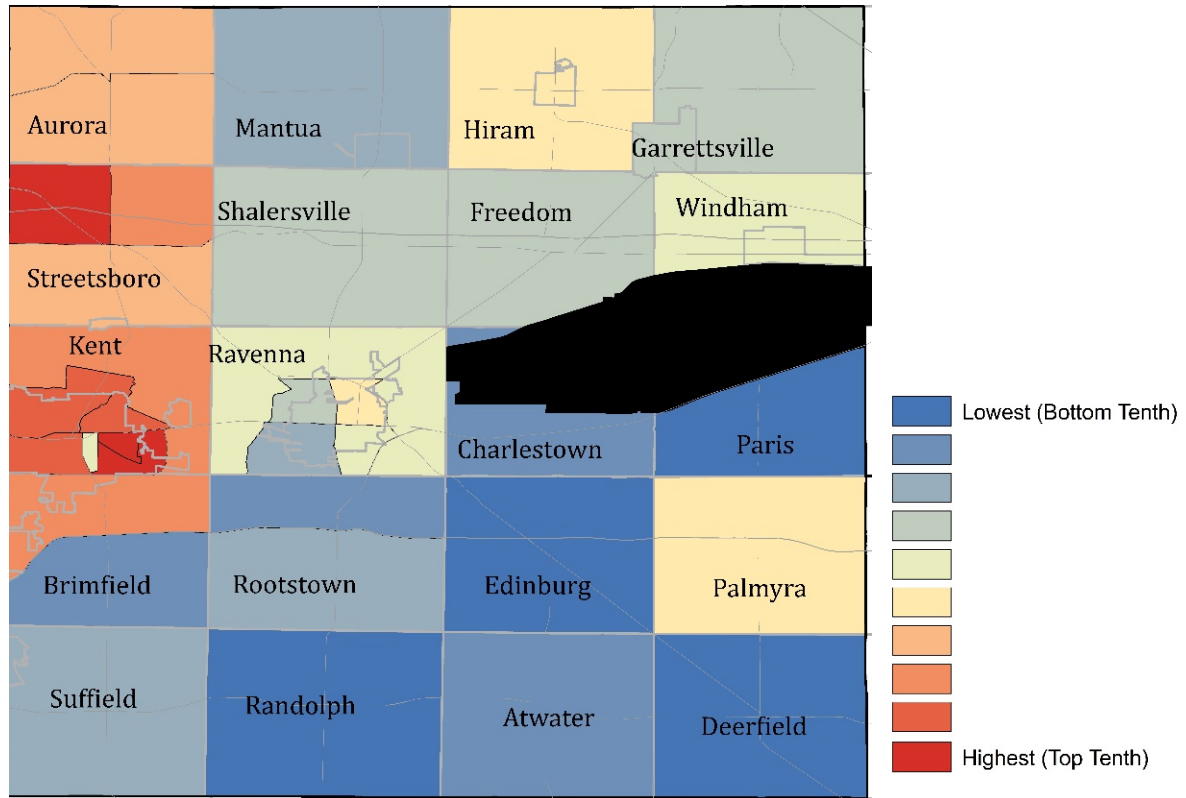 Aurora
Mantua
Hiram
Garrettsville
Shalersville
Freedom
Windham
Streetsboro
Kent
Ravenna
Charlestown
Paris
Lowest (Bottom Tenth)
Brimfield
Rootstown
Edinburg
Palmyra
Suffield
Randolph
Atwater
Deerfield
Highest (Top Tenth)